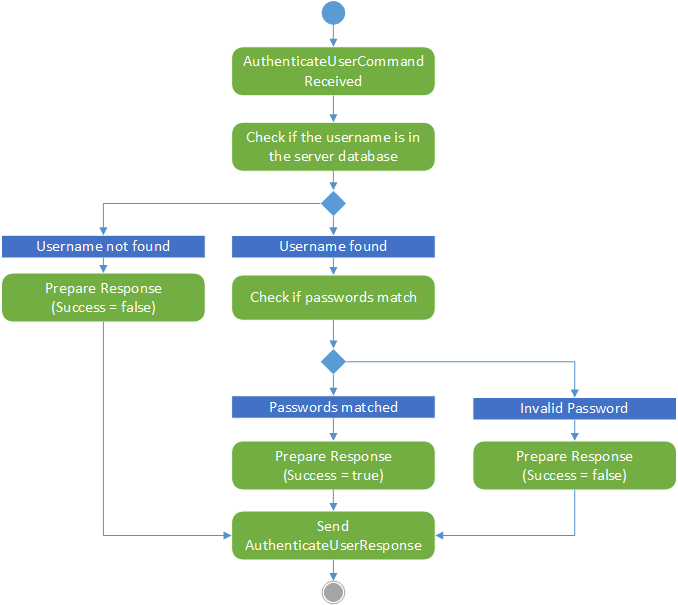 AuthenticateUserCommand
Received
Check if the username is in
the server database
Username not found
Username found
Prepare Response
(Success = false)
Check if passwords match
Passwords matched
Invalid Password
Prepare Response
(Success = true)
Prepare Response
(Success = false)
Send
AuthenticateUserResponse